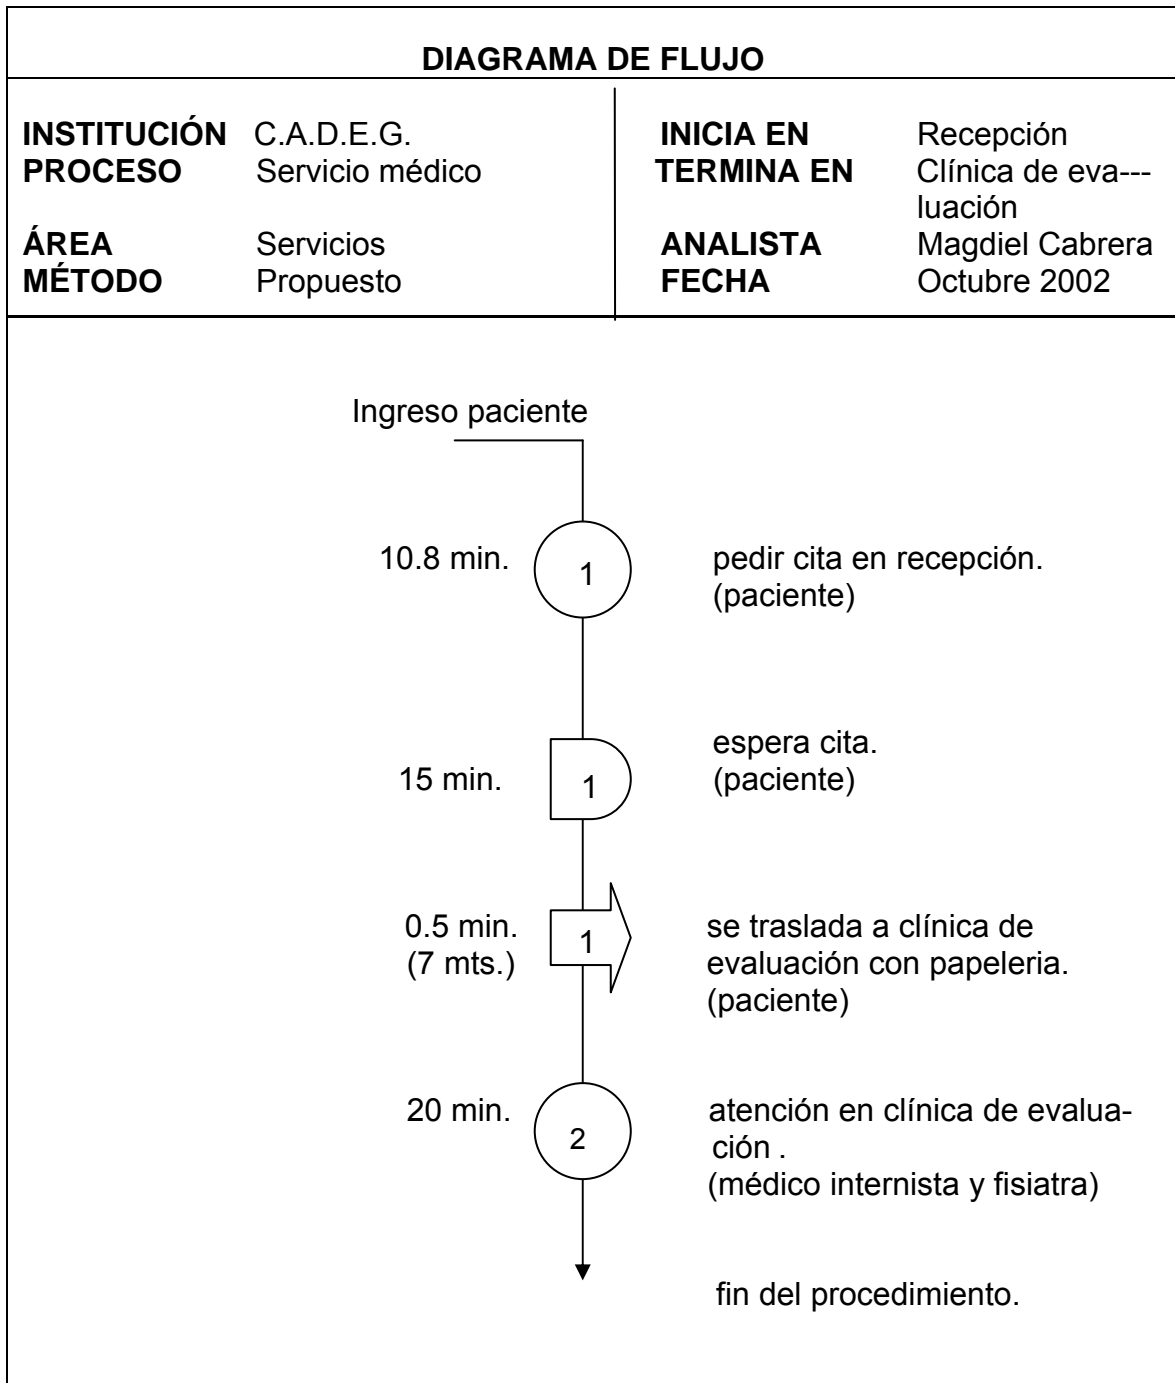 DIAGRAMA DE FLUJO
INSTITUCIÓN C.A.D.E.G.
PROCESO Servicio médico
ÁREA Servicios
MÉTODO Propuesto
INICIA EN Recepción
TERMINA EN Clínica de eva---
luación
ANALISTA Magdiel Cabrera
FECHA Octubre 2002
Ingreso paciente
10.8 min. 1 pedir cita en recepción.
(paciente)
espera cita.
15 min. 1 (paciente)
0.5 min. 1 se traslada a clínica de
(7 mts.) evaluación con papeleria.
(paciente)
20 min. 2 atención en clínica de evalua-
ción .
(médico internista y fisiatra)
fin del procedimiento.